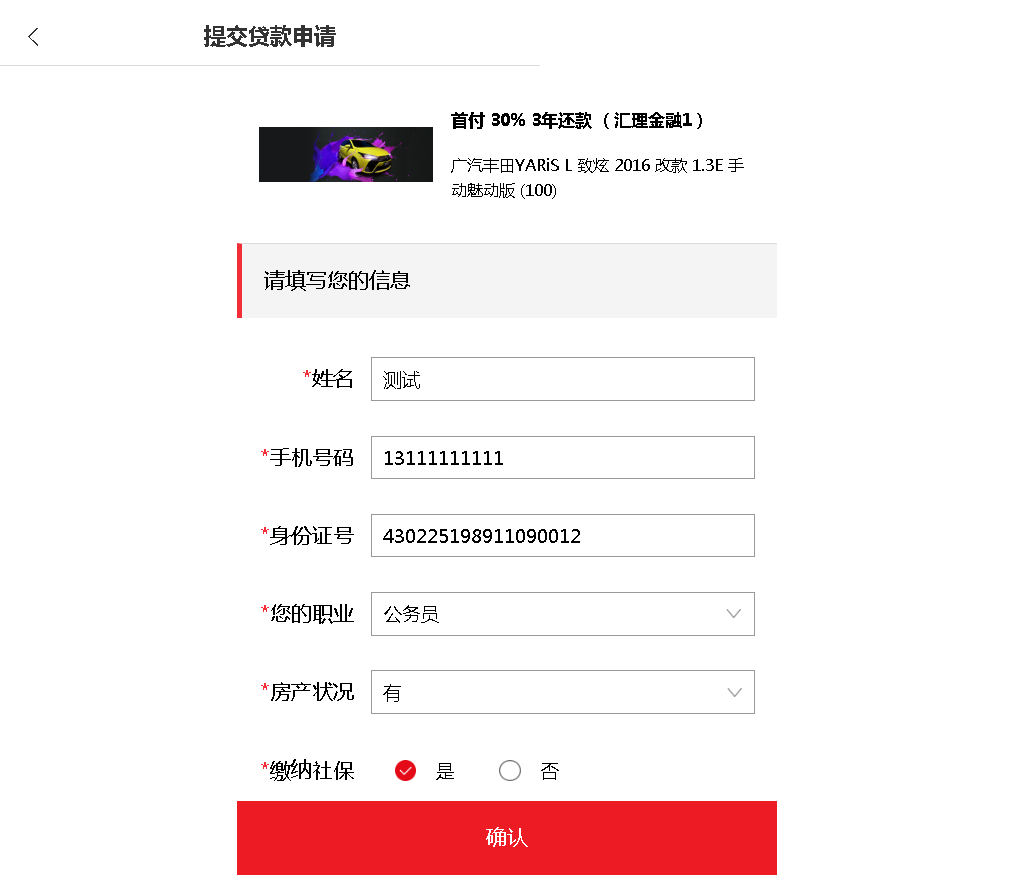 提交贷款申请
首付 30% 3年还款 （汇理金融1）
广汽丰田YARiS L 致炫 2016 改款 1.3E 手
动魅动版 (100)
请填写您的信息
*姓名 测试
*手机号码 13111111111
*身份证号 430225198911090012
*您的职业 公务员
*房产状况 有
*缴纳社保 是 否
确认